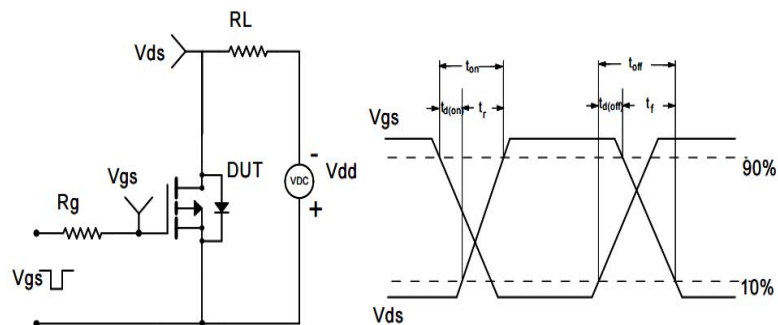 RL
Vds
Vgs
DUT
Rg
VDC
-
+
Vdd
Vgs
ton
toff
td(on)
tr
td(off)
tf
Vgs
90%
10%
Vds